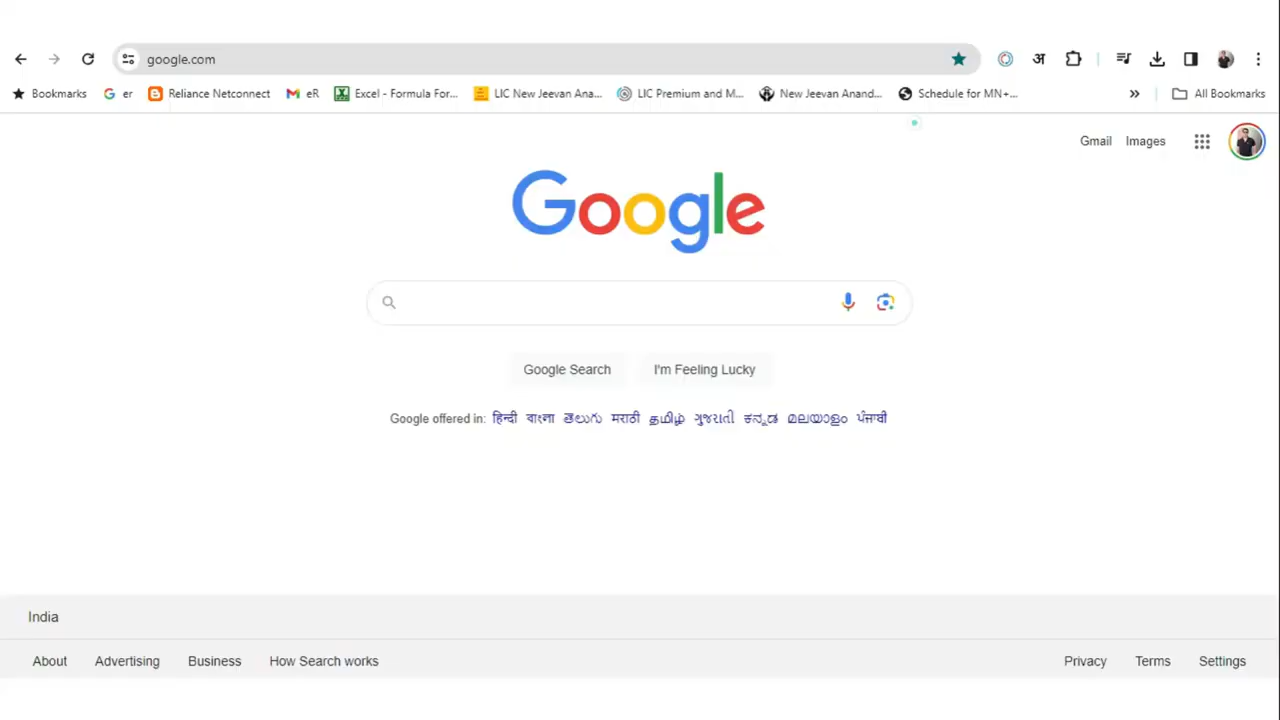 google.com
Bookmarks G er Reliance Netconnect eR Excel - Formula For... LIC New Jeevan Ana... LIC Premium and M... New Jeevan Anand... Schedule for MN+... » All Bookmarks
अ
Gmail Images
Google
Google Search I'm Feeling Lucky
Google offered in: हिन्दी বাংলা తెలుగు मराठी தமிழ் ગુજરાતી ಕನ್ನಡ മലയാളം ਪੰਜਾਬੀ
India
About Advertising Business How Search works Privacy Terms Settings